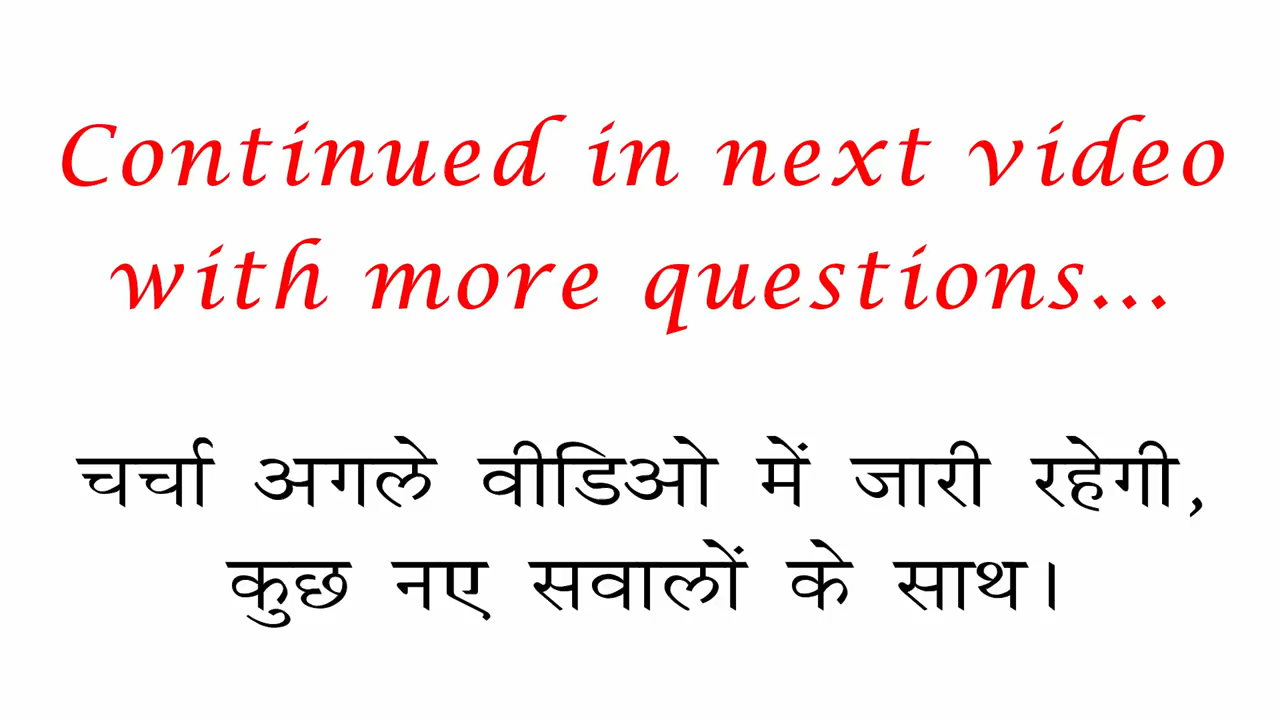 Continued in next video
with more questions...
चर्चा अगले वीडिओ में जारी रहेगी,
कुछ नए सवालों के साथ।